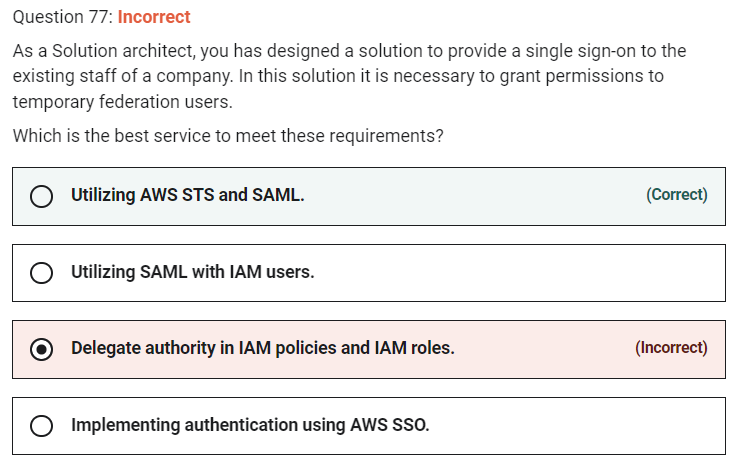 Question 77: Incorrect
As a Solution architect, you has designed a solution to provide a single sign-on to the
existing staff of a company. In this solution it is necessary to grant permissions to
temporary federation users.
Which is the best service to meet these requirements?
Utilizing AWS STS and SAML. (Correct)
Utilizing SAML with IAM users.
Delegate authority in IAM policies and IAM roles. (Incorrect)
Implementing authentication using AWS SSO.